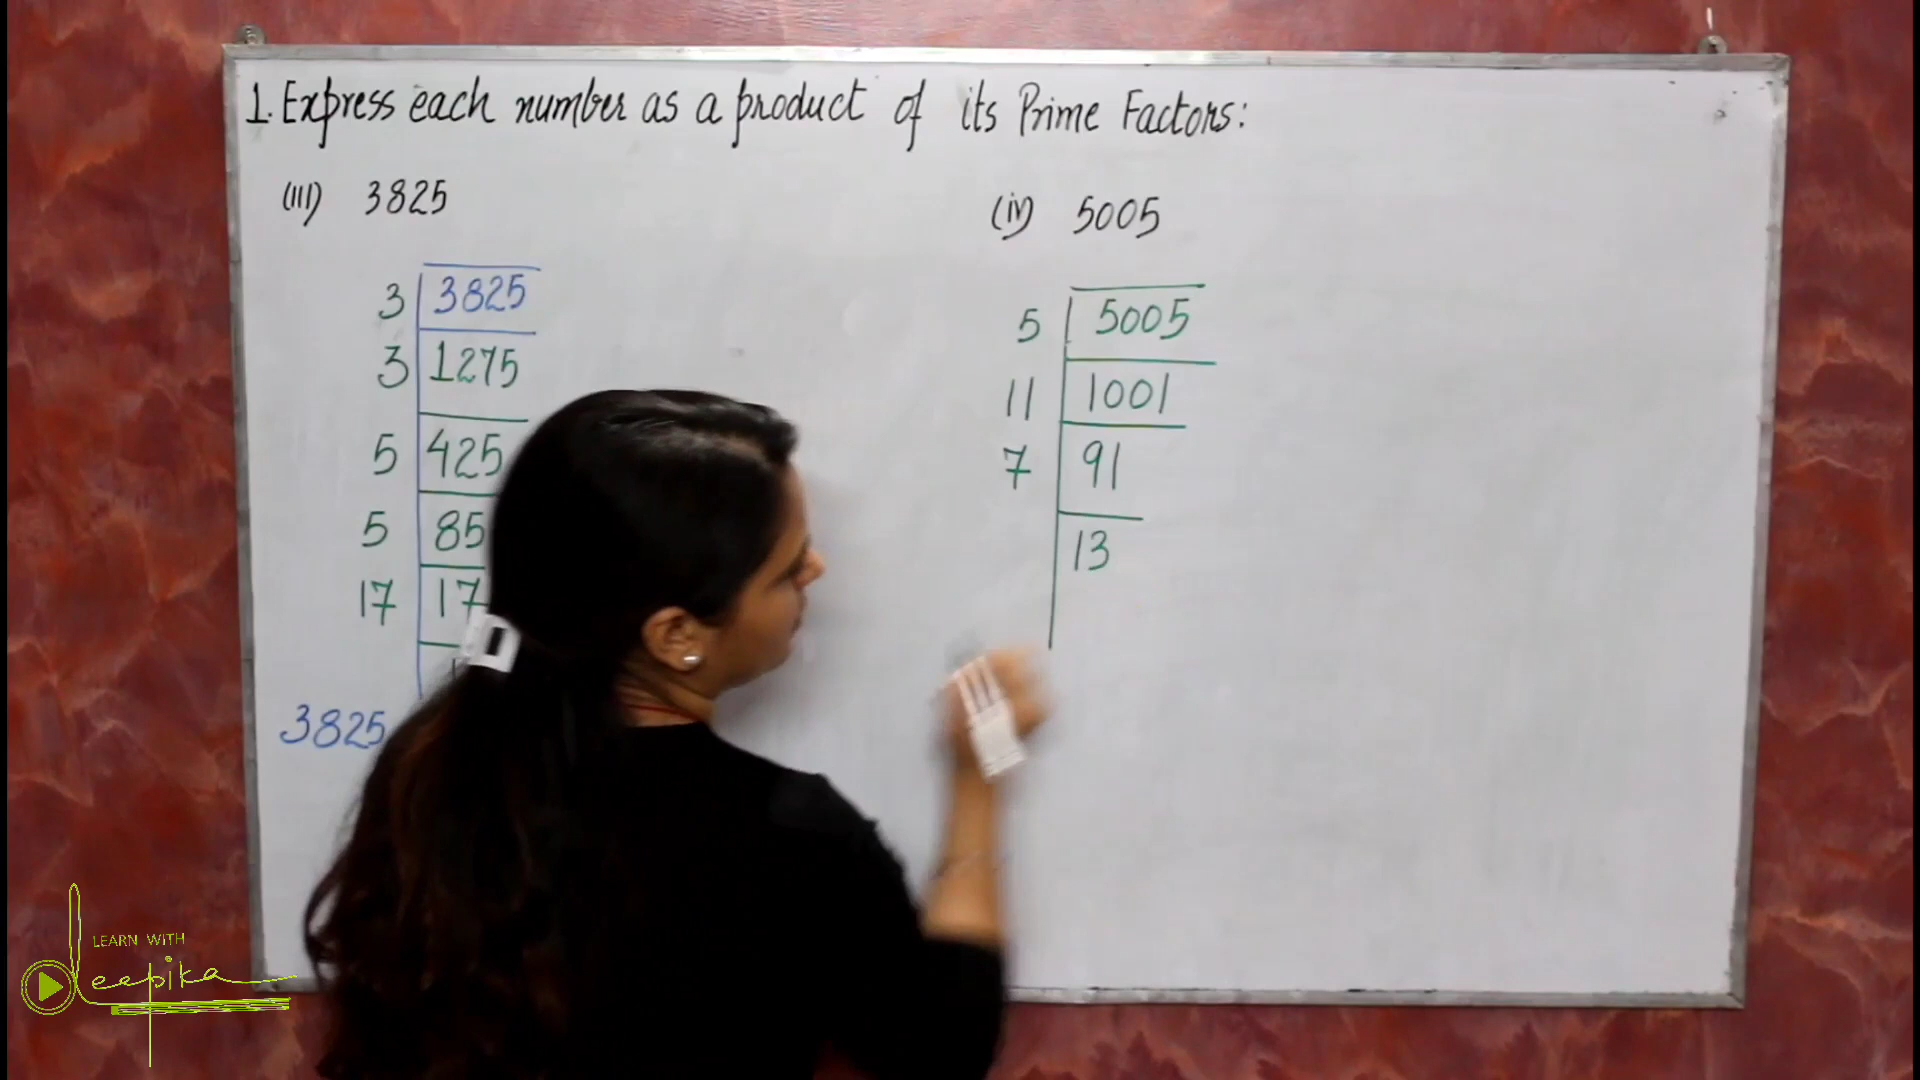 1. Express each number as a product of its Prime Factors:
(iii) 3825
3 3825
3 1275
5 425
5 85
17 17
3825
(iv) 5005
5 5005
11 1001
7 91
13
LEARN WITH
Deepika